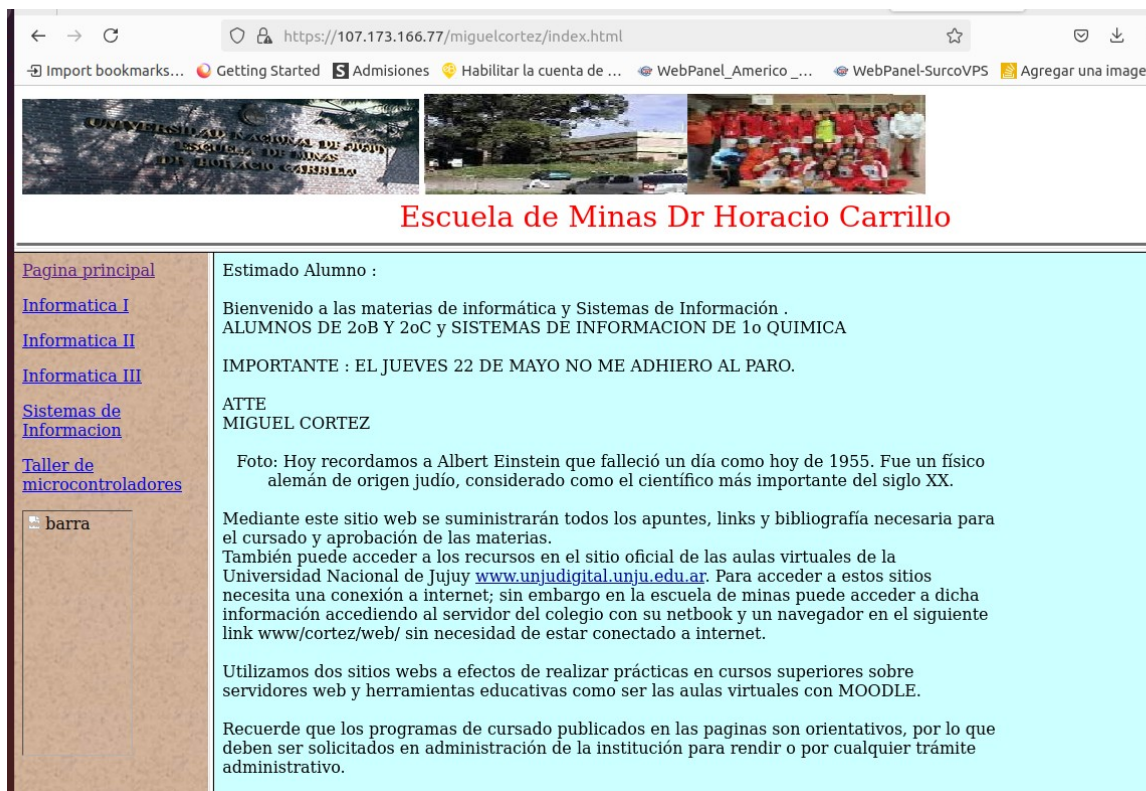 https://107.173.166.77/miguelcortez/index.html
Import bookmarks...
Getting Started
Admisiones
Habilitar la cuenta de ...
WebPanel_Americo _...
WebPanel-SurcoVPS
Agregar una image
UNIVERSIDAD NACIONAL DE JUJUY
ESCUELA DE MINAS
DR HORACIO CARRILLO
Escuela de Minas Dr Horacio Carrillo
Pagina principal
Informatica I
Informatica II
Informatica III
Sistemas de
Informacion
Taller de
microcontroladores
barra
Estimado Alumno :
Bienvenido a las materias de informática y Sistemas de Información .
ALUMNOS DE 2oB Y 2oC y SISTEMAS DE INFORMACION DE 1o QUIMICA
IMPORTANTE : EL JUEVES 22 DE MAYO NO ME ADHIERO AL PARO.
ATTE
MIGUEL CORTEZ
Foto: Hoy recordamos a Albert Einstein que falleció un día como hoy de 1955. Fue un físico
alemán de origen judío, considerado como el científico más importante del siglo XX.
Mediante este sitio web se suministrarán todos los apuntes, links y bibliografía necesaria para
el cursado y aprobación de las materias.
También puede acceder a los recursos en el sitio oficial de las aulas virtuales de la
Universidad Nacional de Jujuy www.unjudigital.unju.edu.ar. Para acceder a estos sitios
necesita una conexión a internet; sin embargo en la escuela de minas puede acceder a dicha
información accediendo al servidor del colegio con su netbook y un navegador en el siguiente
link www/cortez/web/ sin necesidad de estar conectado a internet.
Utilizamos dos sitios webs a efectos de realizar prácticas en cursos superiores sobre
servidores web y herramientas educativas como ser las aulas virtuales con MOODLE.
Recuerde que los programas de cursado publicados en las paginas son orientativos, por lo que
deben ser solicitados en administración de la institución para rendir o por cualquier trámite
administrativo.